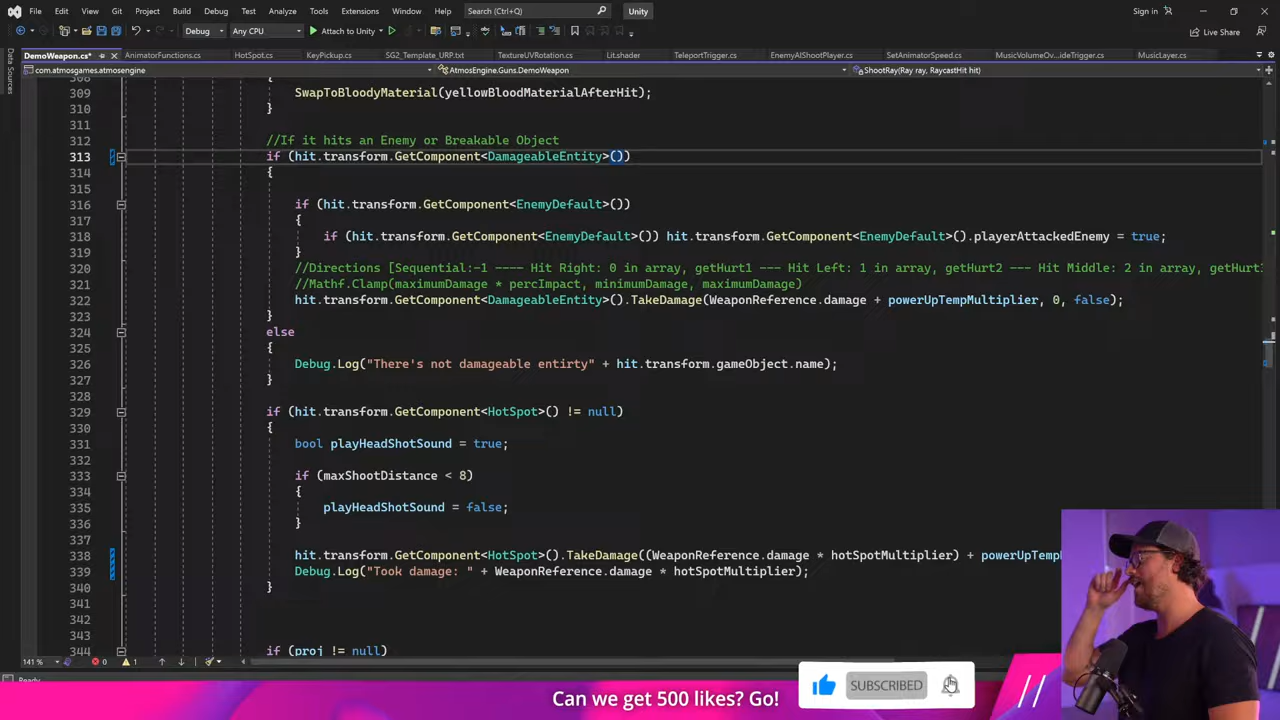 File Edit View Git Project Build Debug Test Analyze Tools Extensions Window Help Search (Ctrl+Q) Unity Sign in
Debug Any CPU Attach to Unity Live Share
DemoWeapon.cs* AnimatorFunctions.cs HotSpot.cs KeyPickup.cs SG2_Template_URP.txt TextureUVRotation.cs Lit.shader TeleportTrigger.cs EnemyAIShootPlayer.cs SetAnimatorSpeed.cs MusicVolumeOv...ideTrigger.cs MusicLayer.cs
Data Sources
com.atmosgames.atmosengine AtmosEngine.Guns.DemoWeapon ShootRay(Ray ray, RaycastHit hit)
308 {
309 SwapToBloodyMaterial(yellowBloodMaterialAfterHit);
310 }
311
312 //If it hits an Enemy or Breakable Object
313 if (hit.transform.GetComponent<DamageableEntity>())
314 {
315
316 if (hit.transform.GetComponent<EnemyDefault>())
317 {
318 if (hit.transform.GetComponent<EnemyDefault>()) hit.transform.GetComponent<EnemyDefault>().playerAttackedEnemy = true;
319 }
320 //Directions [Sequential:-1 ---- Hit Right: 0 in array, getHurt1 --- Hit Left: 1 in array, getHurt2 --- Hit Middle: 2 in array, getHurt3
321 //Mathf.Clamp(maximumDamage * percImpact, minimumDamage, maximumDamage)
322 hit.transform.GetComponent<DamageableEntity>().TakeDamage(WeaponReference.damage + powerUpTempMultiplier, 0, false);
323 }
324 else
325 {
326 Debug.Log("There's not damageable entirty" + hit.transform.gameObject.name);
327 }
328
329 if (hit.transform.GetComponent<HotSpot>() != null)
330 {
331 bool playHeadShotSound = true;
332
333 if (maxShootDistance < 8)
334 {
335 playHeadShotSound = false;
336 }
337
338 hit.transform.GetComponent<HotSpot>().TakeDamage((WeaponReference.damage * hotSpotMultiplier) + powerUpTemp
339 Debug.Log("Took damage: " + WeaponReference.damage * hotSpotMultiplier);
340 }
341
342
343
344 if (proj != null)
141 % 0 1
Ready
Can we get 500 likes? Go! SUBSCRIBED //